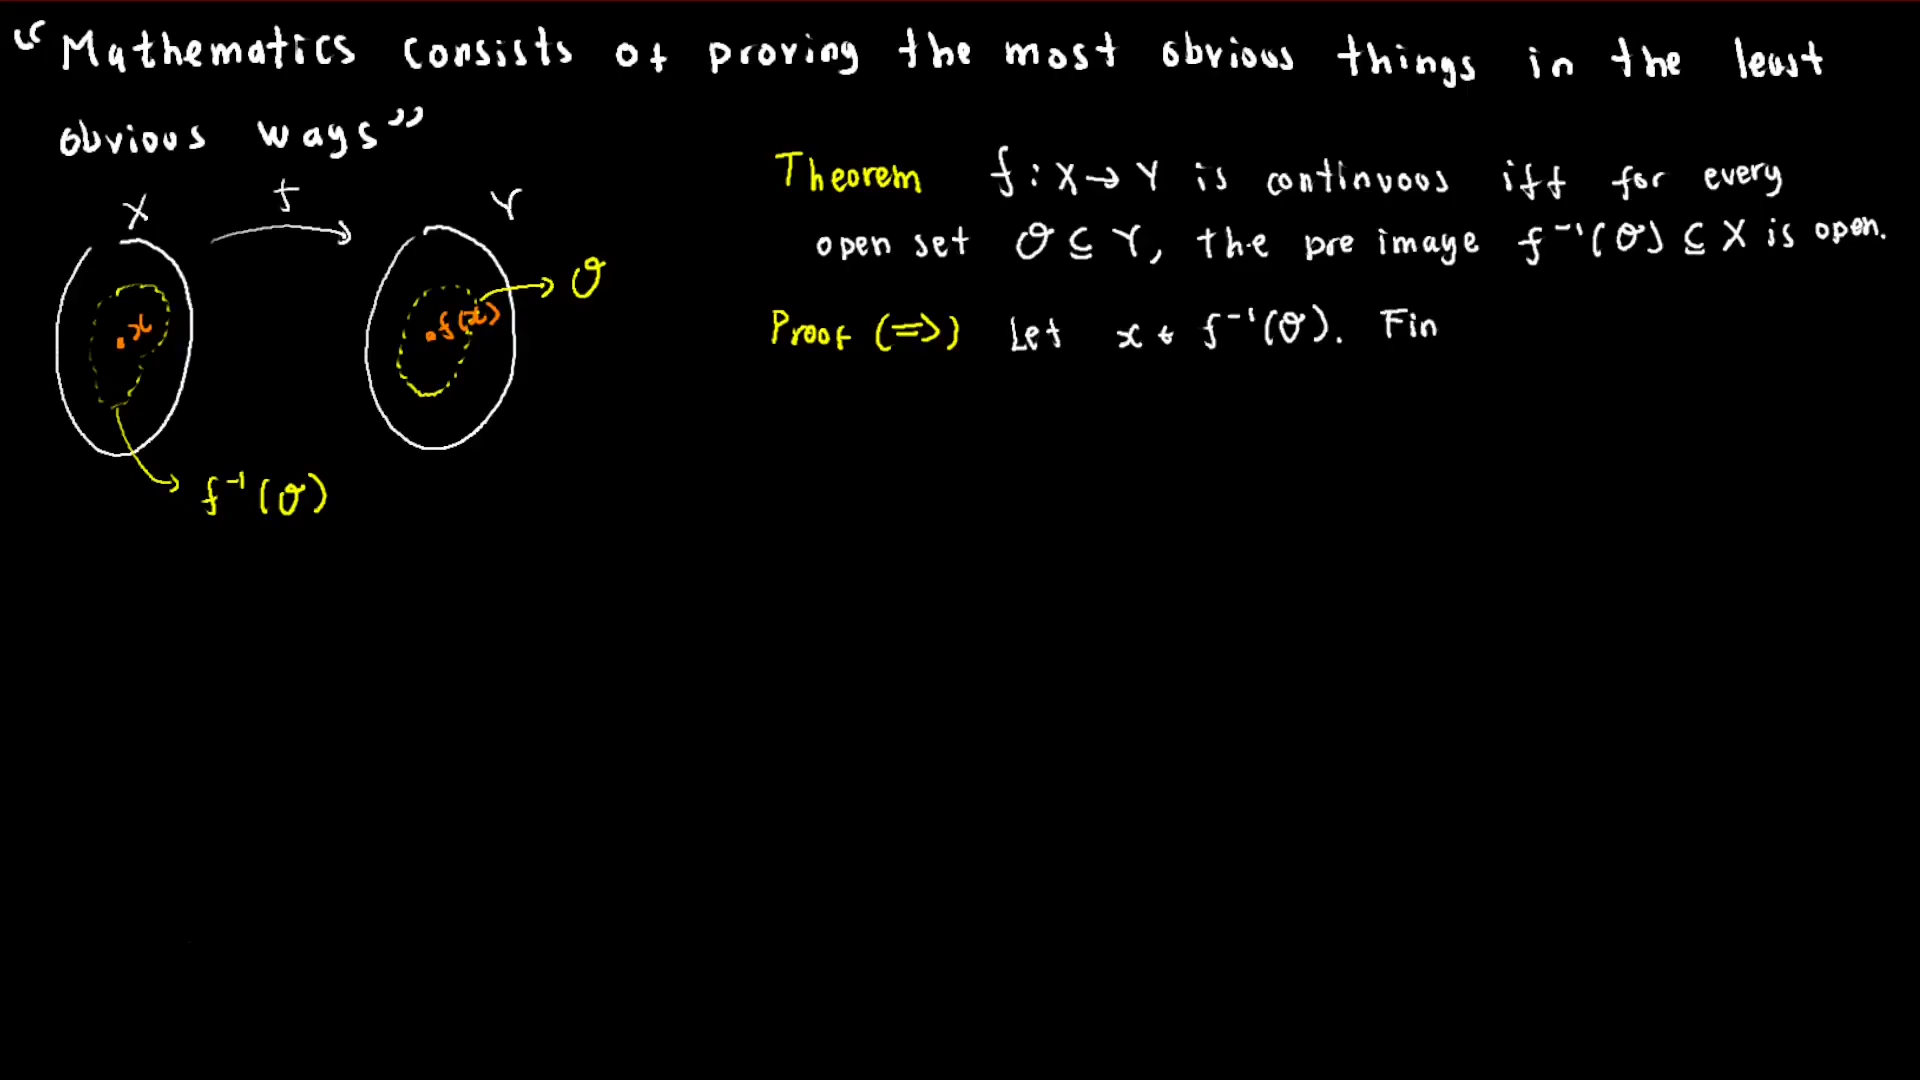 “Mathematics consists of proving the most obvious things in the least
obvious ways”
X f Y
Theorem f : X → Y is continuous iff for every
open set O ⊆ Y, the pre image f⁻¹(O) ⊆ X is open.
.x .f(x) → O
Proof (=>) Let x ∈ f⁻¹(O). Fin
f⁻¹(O)